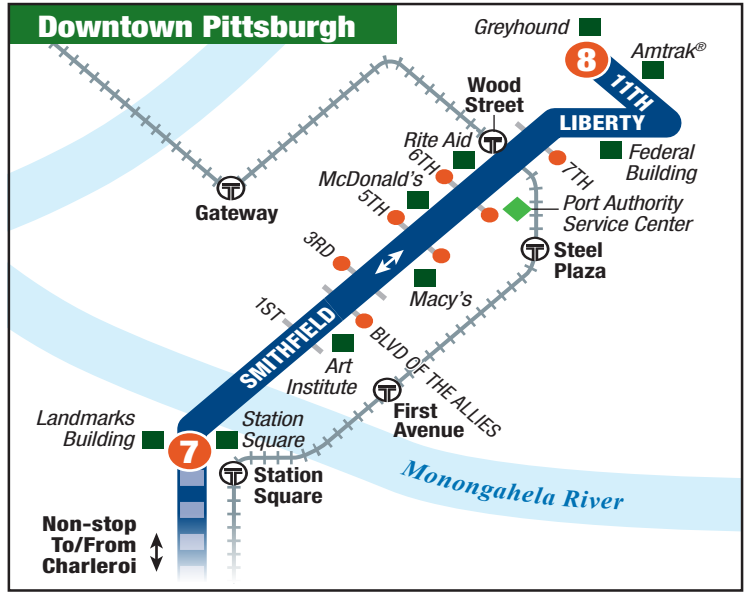 Downtown Pittsburgh
Greyhound
8
Amtrak®
11TH
Wood
Street
LIBERTY
Rite Aid
6TH
7TH
Federal
Building
McDonald's
5TH
Port Authority
Service Center
Gateway
Steel
Plaza
3RD
Macy's
1ST
SMITHFIELD
BLVD OF THE ALLIES
Art
Institute
First
Avenue
Landmarks
Building
Station
Square
7
Station
Square
Monongahela River
Non-stop
To/From
Charleroi